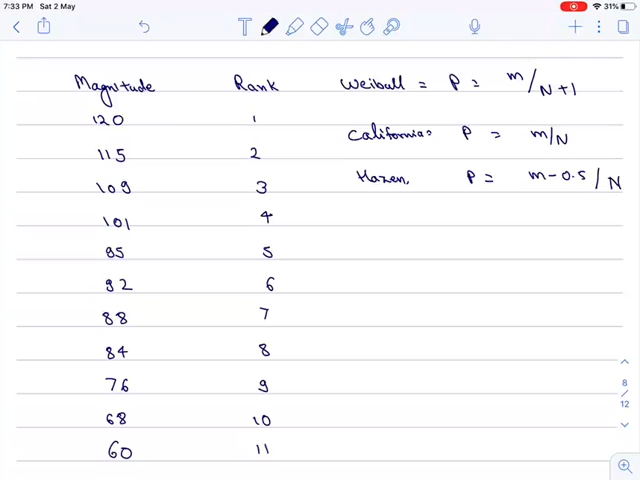 7:33 PM Sat 2 May 31%
T
Magnitude Rank Weibull = P = m/N+1
120 1
California: P = m/N
115 2
Hazen, P = m-0.5/N
109 3
101 4
95 5
92 6
88 7
84 8
76 9
8
/
12
68 10
60 11